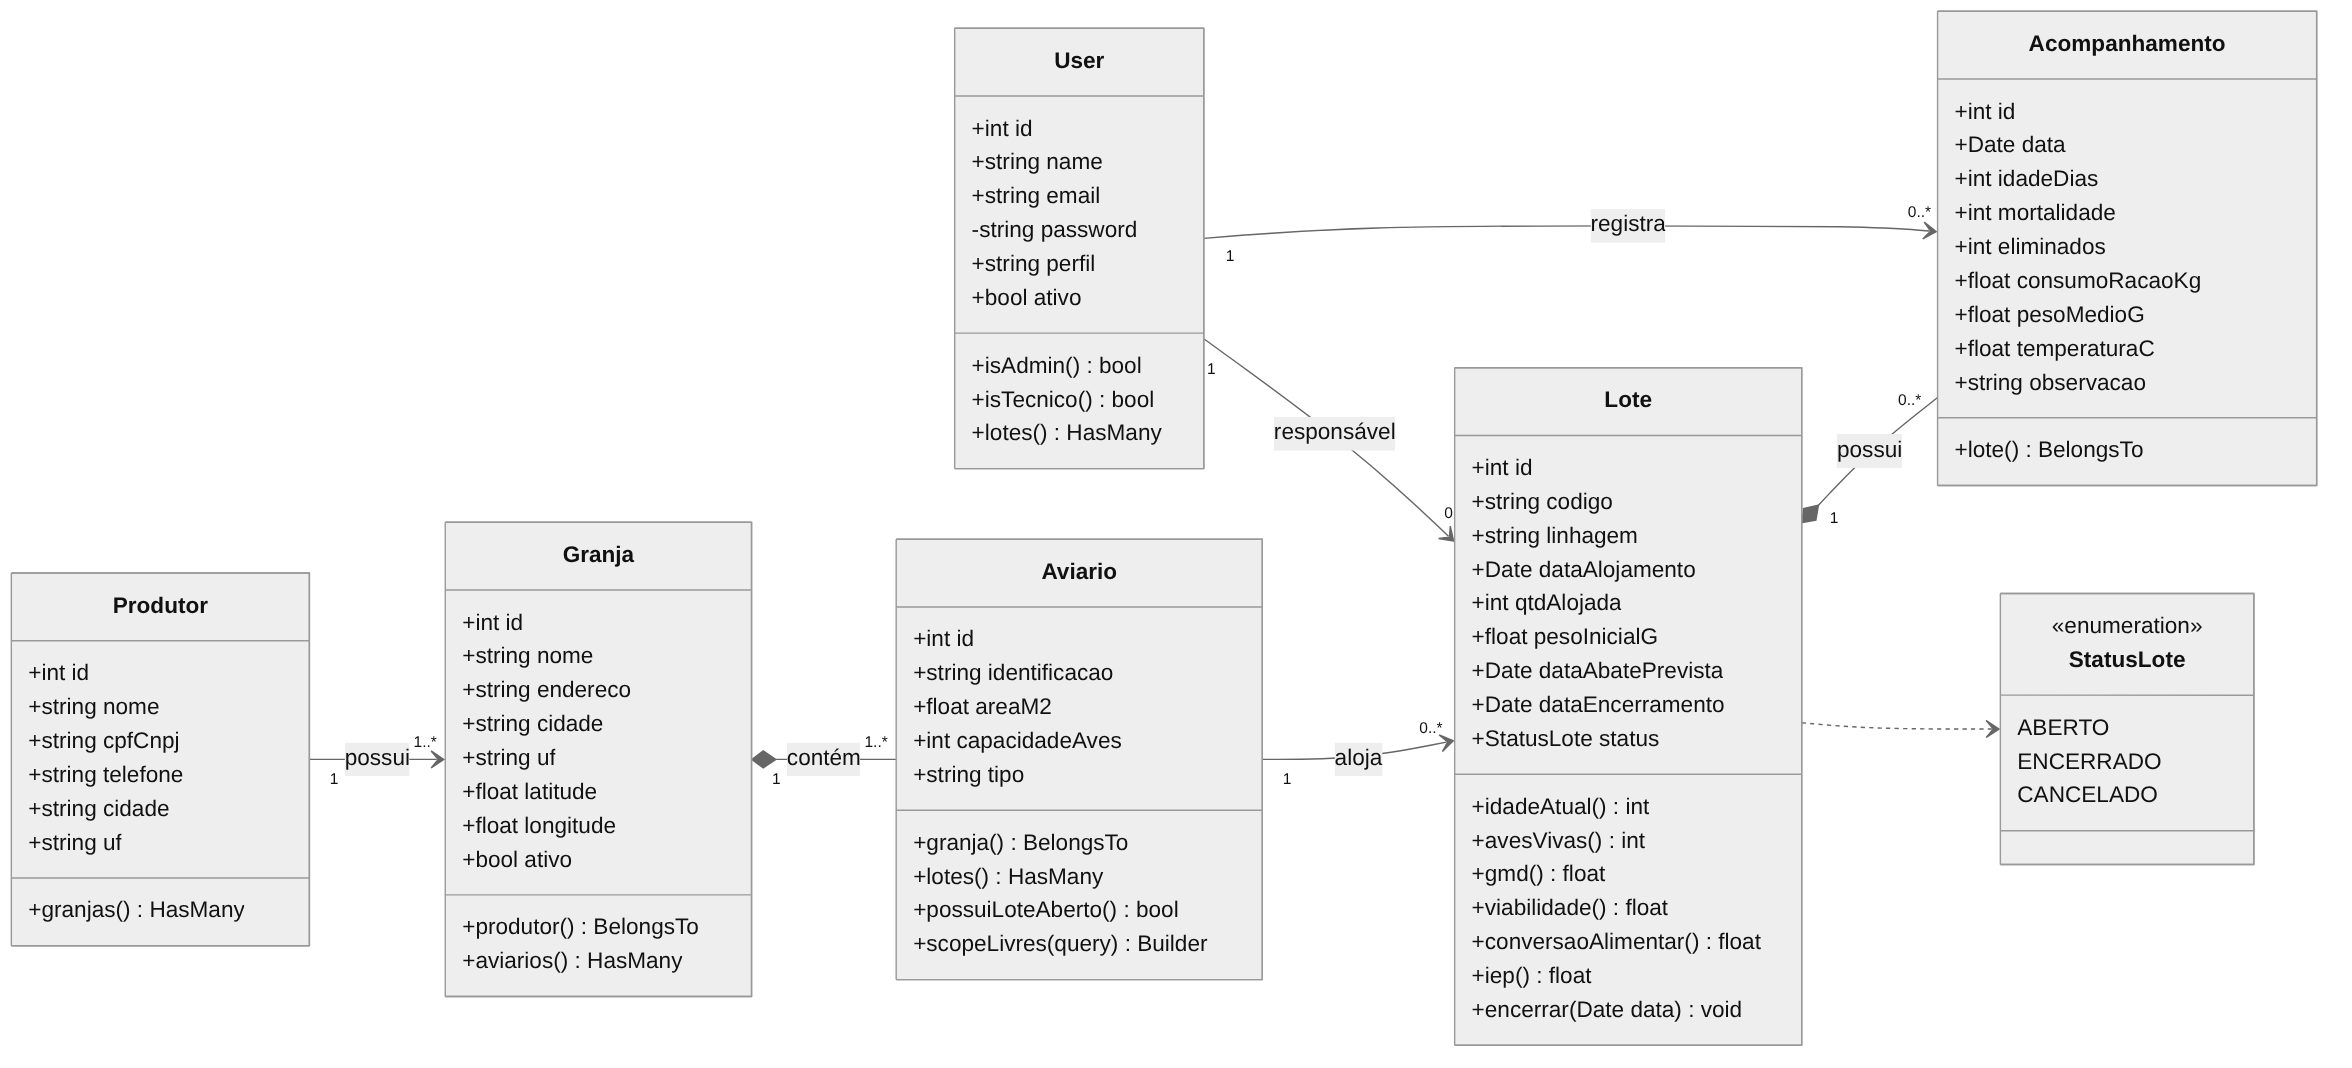 User
+int id
+string name
+string email
-string password
+string perfil
+bool ativo
+isAdmin() : bool
+isTecnico() : bool
+lotes() : HasMany
Acompanhamento
+int id
+Date data
+int idadeDias
+int mortalidade
+int eliminados
+float consumoRacaoKg
+float pesoMedioG
+float temperaturaC
+string observacao
+lote() : BelongsTo
registra
1
0..*
responsável
1
0
Produtor
+int id
+string nome
+string cpfCnpj
+string telefone
+string cidade
+string uf
+granjas() : HasMany
possui
1
1..*
Granja
+int id
+string nome
+string endereco
+string cidade
+string uf
+float latitude
+float longitude
+bool ativo
+produtor() : BelongsTo
+aviarios() : HasMany
contém
1
1..*
Aviario
+int id
+string identificacao
+float areaM2
+int capacidadeAves
+string tipo
+granja() : BelongsTo
+lotes() : HasMany
+possuiLoteAberto() : bool
+scopeLivres(query) : Builder
aloja
1
0..*
Lote
+int id
+string codigo
+string linhagem
+Date dataAlojamento
+int qtdAlojada
+float pesoInicialG
+Date dataAbatePrevista
+Date dataEncerramento
+StatusLote status
+idadeAtual() : int
+avesVivas() : int
+gmd() : float
+viabilidade() : float
+conversaoAlimentar() : float
+iep() : float
+encerrar(Date data) : void
possui
1
0..*
«enumeration»
StatusLote
ABERTO
ENCERRADO
CANCELADO